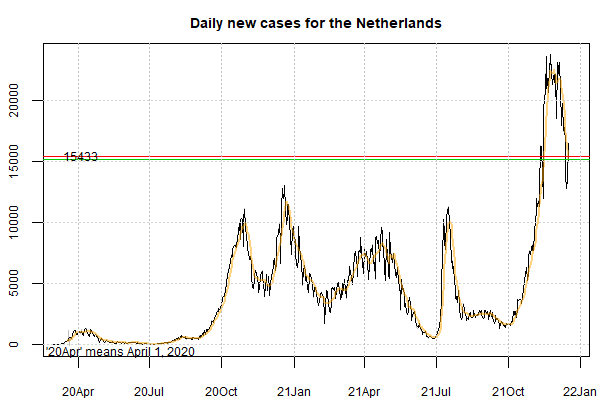 Daily new cases for the Netherlands
20000
15000
10000
5000
0
15433
'20Apr' means April 1, 2020
20Apr 20Jul 20Oct 21Jan 21Apr 21Jul 21Oct 22Jan